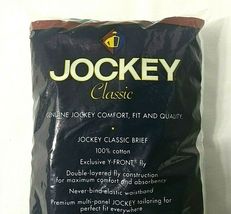 JOCKEY
Classic
GENUINE JOCKEY COMFORT, FIT AND QUALITY
JOCKEY CLASSIC BRIEF
100% cotton
Exclusive Y-FRONT® fly
Double-layered fly construction
for maximum comfort and absorbency
Never-bind elastic waistband
Premium multi-panel JOCKEY tailoring for
perfect fit everywhere